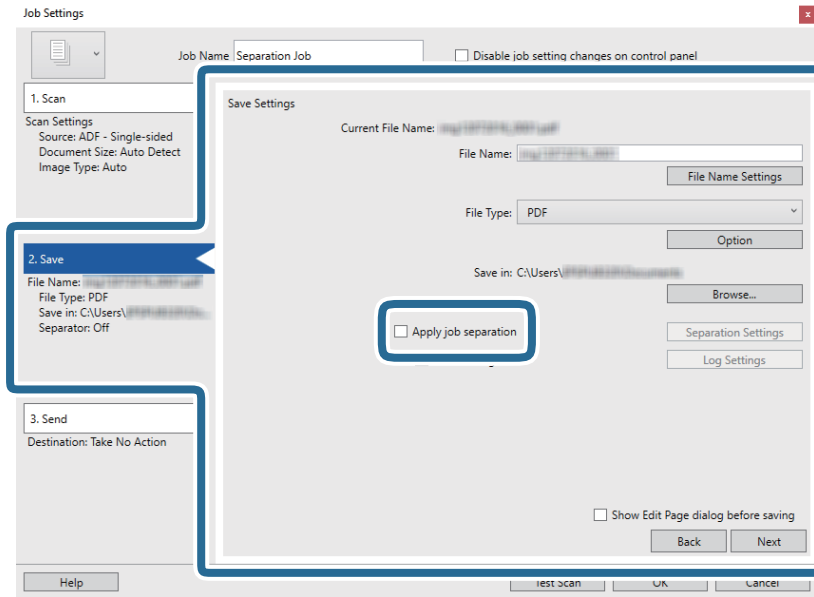 Job Settings
Job Name Separation Job
Disable job setting changes on control panel
1. Scan
Scan Settings
Source: ADF - Single-sided
Document Size: Auto Detect
Image Type: Auto
2. Save
File Name:
File Type: PDF
Save in: C:\Users\
Separator: Off
3. Send
Destination: Take No Action
Save Settings
Current File Name:
File Name:
File Name Settings
File Type: PDF
Option
Save in: C:\Users\
Browse...
Apply job separation
Separation Settings
Log Settings
Show Edit Page dialog before saving
Back Next
Help Test Scan OK Cancel